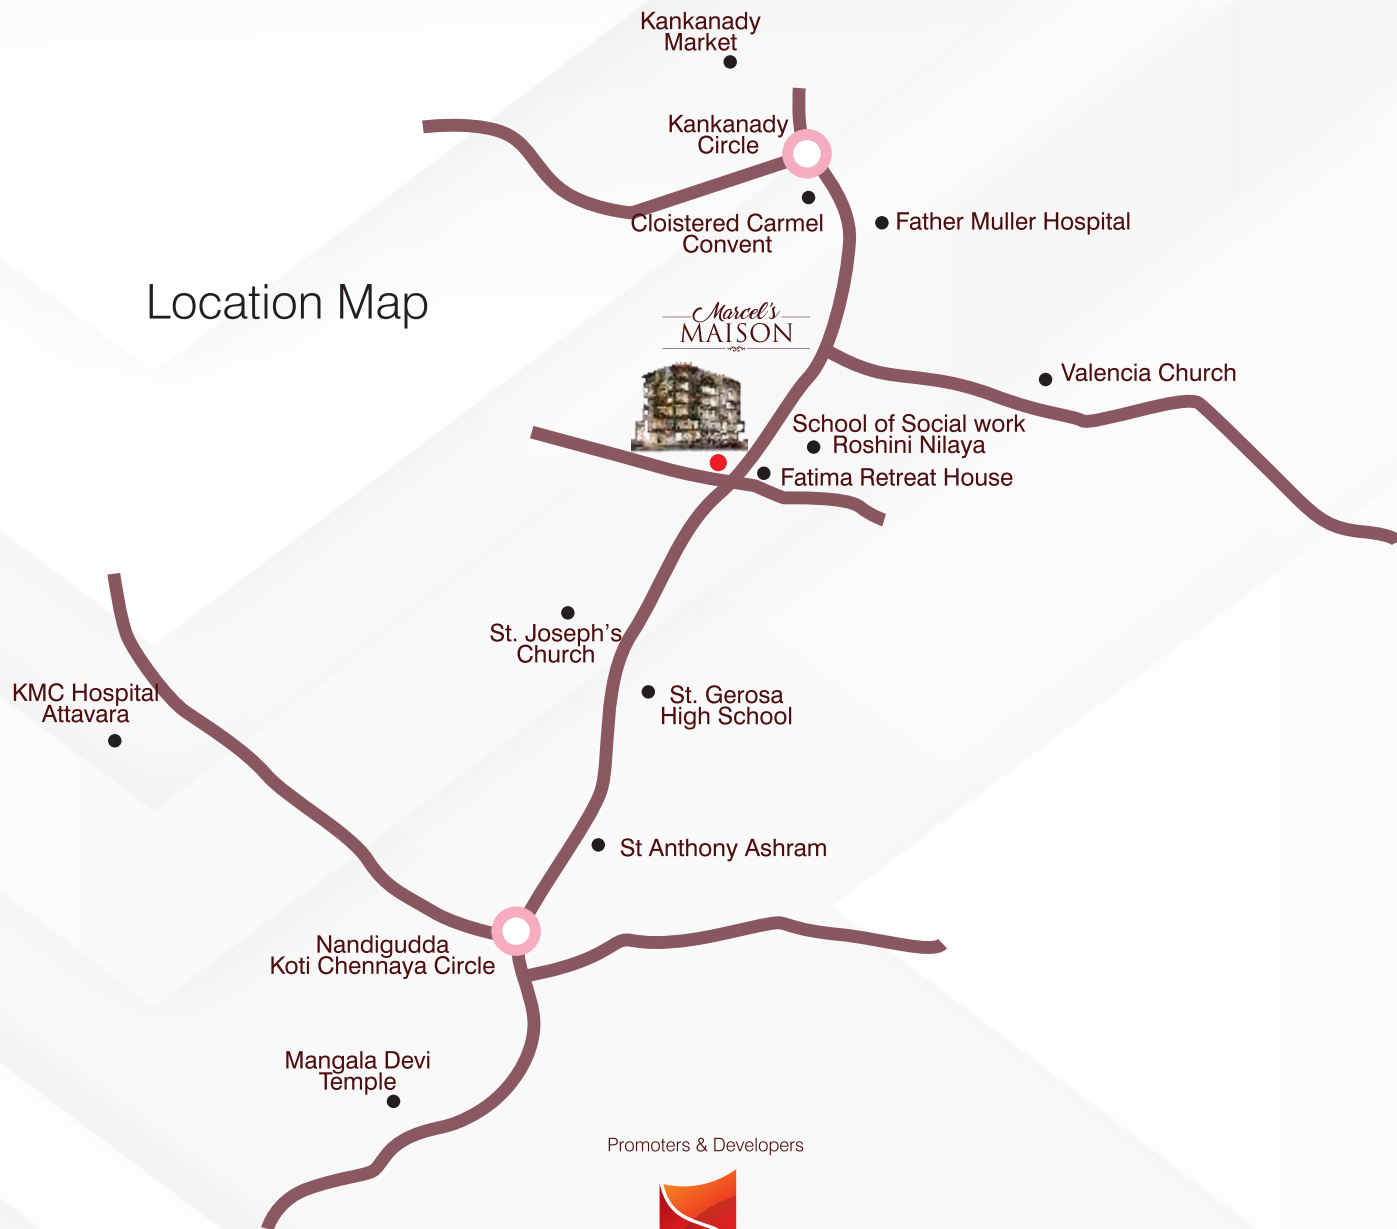 Kankanady
Market
Kankanady
Circle
Cloistered Carmel
Convent
Father Muller Hospital
Location Map
Marcel's
MAISON
Valencia Church
School of Social work
Roshini Nilaya
Fatima Retreat House
St. Joseph's
Church
KMC Hospital
Attavara
St. Gerosa
High School
St Anthony Ashram
Nandigudda
Koti Chennaya Circle
Mangala Devi
Temple
Promoters & Developers